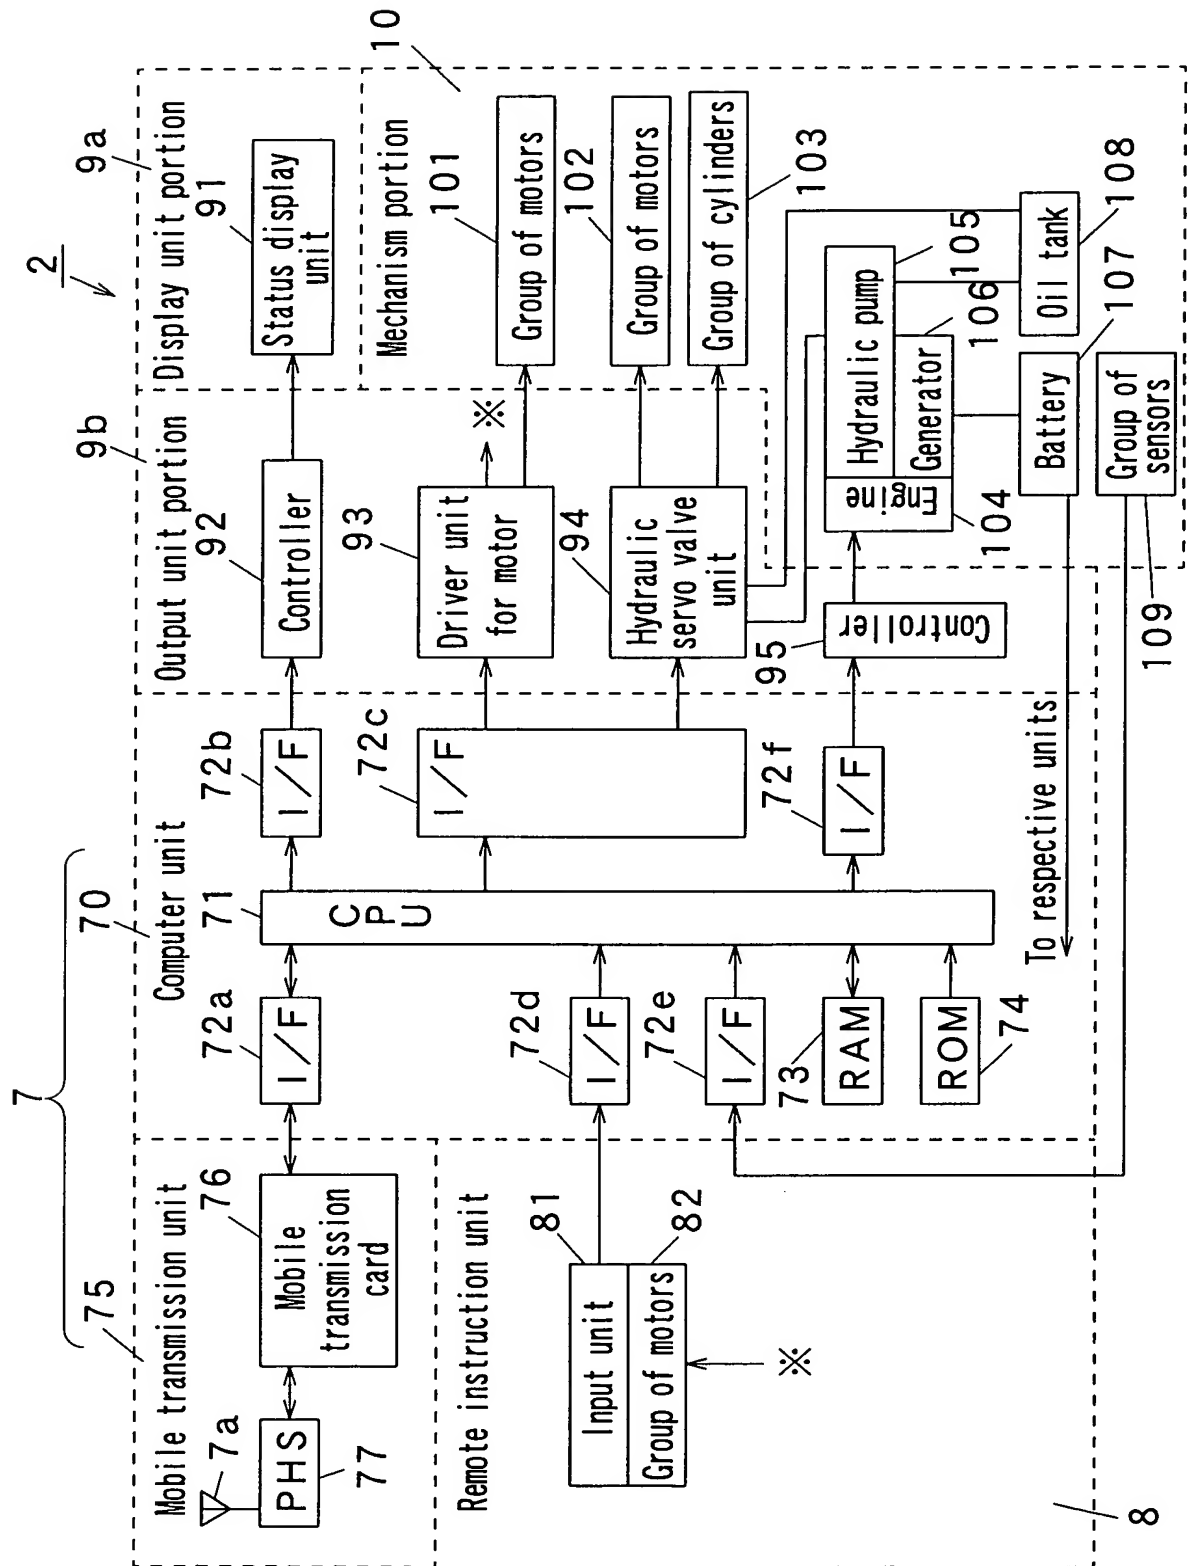 2
7
75
Mobile transmission unit
7a
PHS
77
76
Mobile
transmission
card
Remote instruction unit
81
Input unit
Group of motors
82
※
8
70
Computer unit
72a
I/F
71
CPU
72b
I/F
72c
I/F
72d
I/F
72e
I/F
73
RAM
ROM
74
72f
I/F
To respective units
9b
Output unit portion
92
Controller
93
Driver unit
for motor
※
94
Hydraulic
servo valve
unit
95
Controller
9a
Display unit portion
91
Status display
unit
10
Mechanism portion
101
Group of motors
102
Group of motors
Group of cylinders
103
Hydraulic pump
105
Engine
Generator
106
104
Oil tank
108
Battery
107
Group of
sensors
109